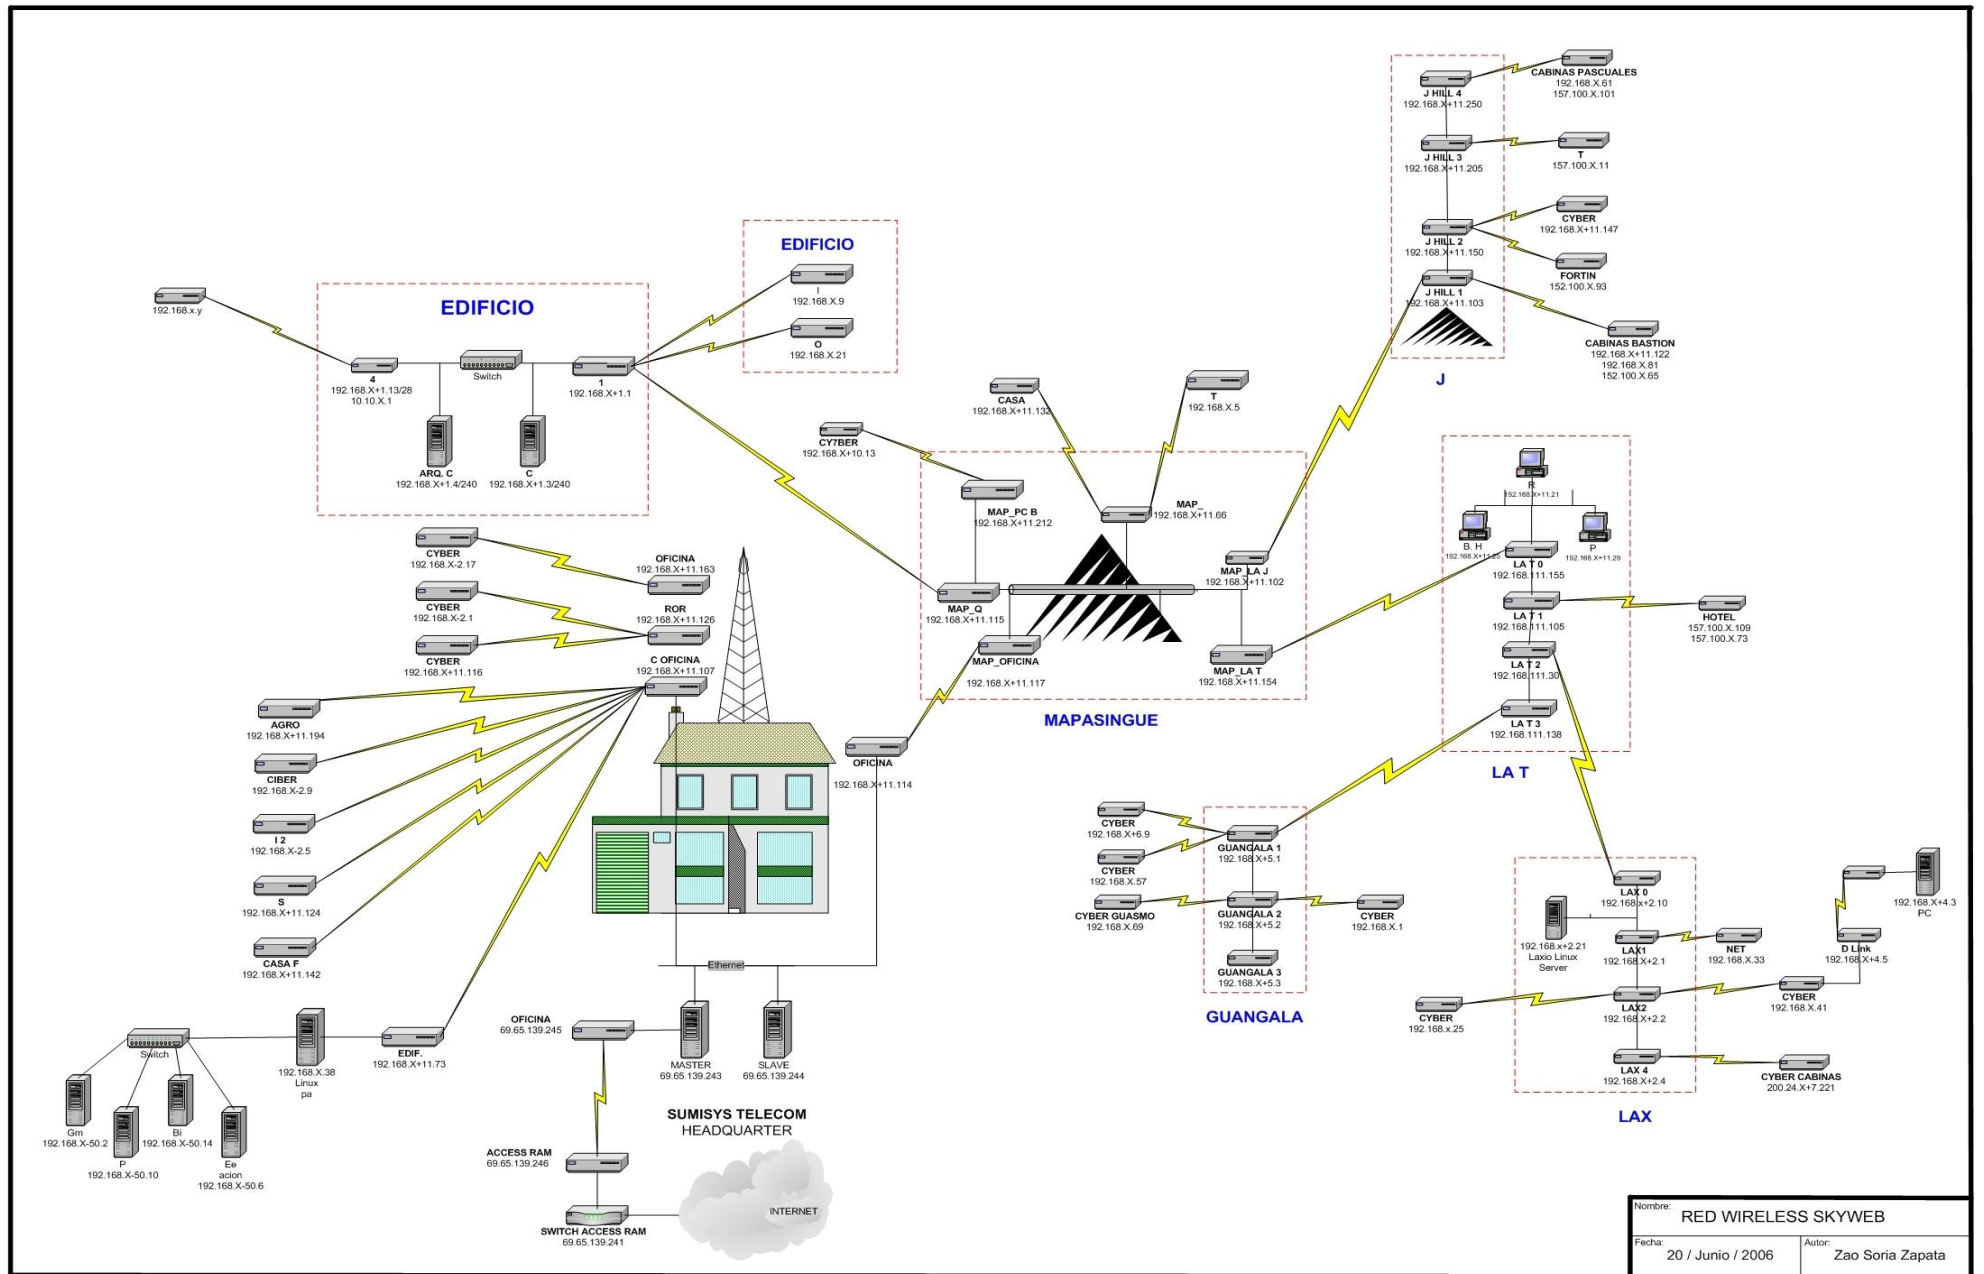 CABINAS PASCUALES
192.168.X.61
157.100.X.101
J HILL 4
192.168.X+11.250
J HILL 3
192.168.X+11.205
T
157.100.X.11
CYBER
192.168.X+11.147
J HILL 2
192.168.X+11.150
FORTIN
152.100.X.93
J HILL 1
192.168.X+11.103
CABINAS BASTION
192.168.X+11.122
192.168.X.81
152.100.X.65
J
EDIFICIO
I
192.168.X.9
O
192.168.X.21
192.168.x.y
EDIFICIO
4
192.168.X+1.13/28
10.10.X.1
Switch
1
192.168.X+1.1
ARQ. C
192.168.X+1.4/240
C
192.168.X+1.3/240
CASA
192.168.X+11.132
T
192.168.X.5
CY7BER
192.168.X+10.13
MAP_PC B
192.168.X+11.212
MAP_
192.168.X+11.66
MAP_LA J
192.168.X+11.102
MAP_Q
192.168.X+11.115
MAP_OFICINA
192.168.X+11.117
MAP_LA T
192.168.X+11.154
MAPASINGUE
R
192.168.X+11.21
B. H
192.168.X+11.25
P
192.168.X+11.29
LA T 0
192.168.111.155
LA T 1
192.168.111.105
HOTEL
157.100.X.109
157.100.X.73
LA T 2
192.168.111.30
LA T 3
192.168.111.138
LA T
CYBER
192.168.X-2.17
OFICINA
192.168.X+11.163
CYBER
192.168.X-2.1
ROR
192.168.X+11.126
CYBER
192.168.X+11.116
C OFICINA
192.168.X+11.107
AGRO
192.168.X+11.194
CIBER
192.168.X-2.9
I 2
192.168.X-2.5
S
192.168.X+11.124
CASA F
192.168.X+11.142
OFICINA
192.168.X+11.114
Ethernet
CYBER
192.168.X+6.9
CYBER
192.168.X.57
GUANGALA 1
192.168.X+5.1
CYBER GUASMO
192.168.X.69
GUANGALA 2
192.168.X+5.2
CYBER
192.168.X.1
GUANGALA 3
192.168.X+5.3
GUANGALA
LAX 0
192.168.x+2.10
192.168.x+2.21
Laxio Linux
Server
LAX1
192.168.X+2.1
NET
192.168.X.33
192.168.X+4.3
PC
D Link
192.168.X+4.5
CYBER
192.168.x.25
LAX2
192.168.X+2.2
CYBER
192.168.X.41
LAX 4
192.168.X+2.4
CYBER CABINAS
200.24.X+7.221
LAX
Switch
192.168.X.38
Linux
pa
EDIF.
192.168.X+11.73
Gm
192.168.X-50.2
P
192.168.X-50.10
Bi
192.168.X-50.14
Ee
acion
192.168.X-50.6
OFICINA
69.65.139.245
MASTER
69.65.139.243
SLAVE
69.65.139.244
SUMISYS TELECOM
HEADQUARTER
ACCESS RAM
69.65.139.246
INTERNET
SWITCH ACCESS RAM
69.65.139.241
Nombre:
RED WIRELESS SKYWEB
Fecha:
20 / Junio / 2006
Autor:
Zao Soria Zapata